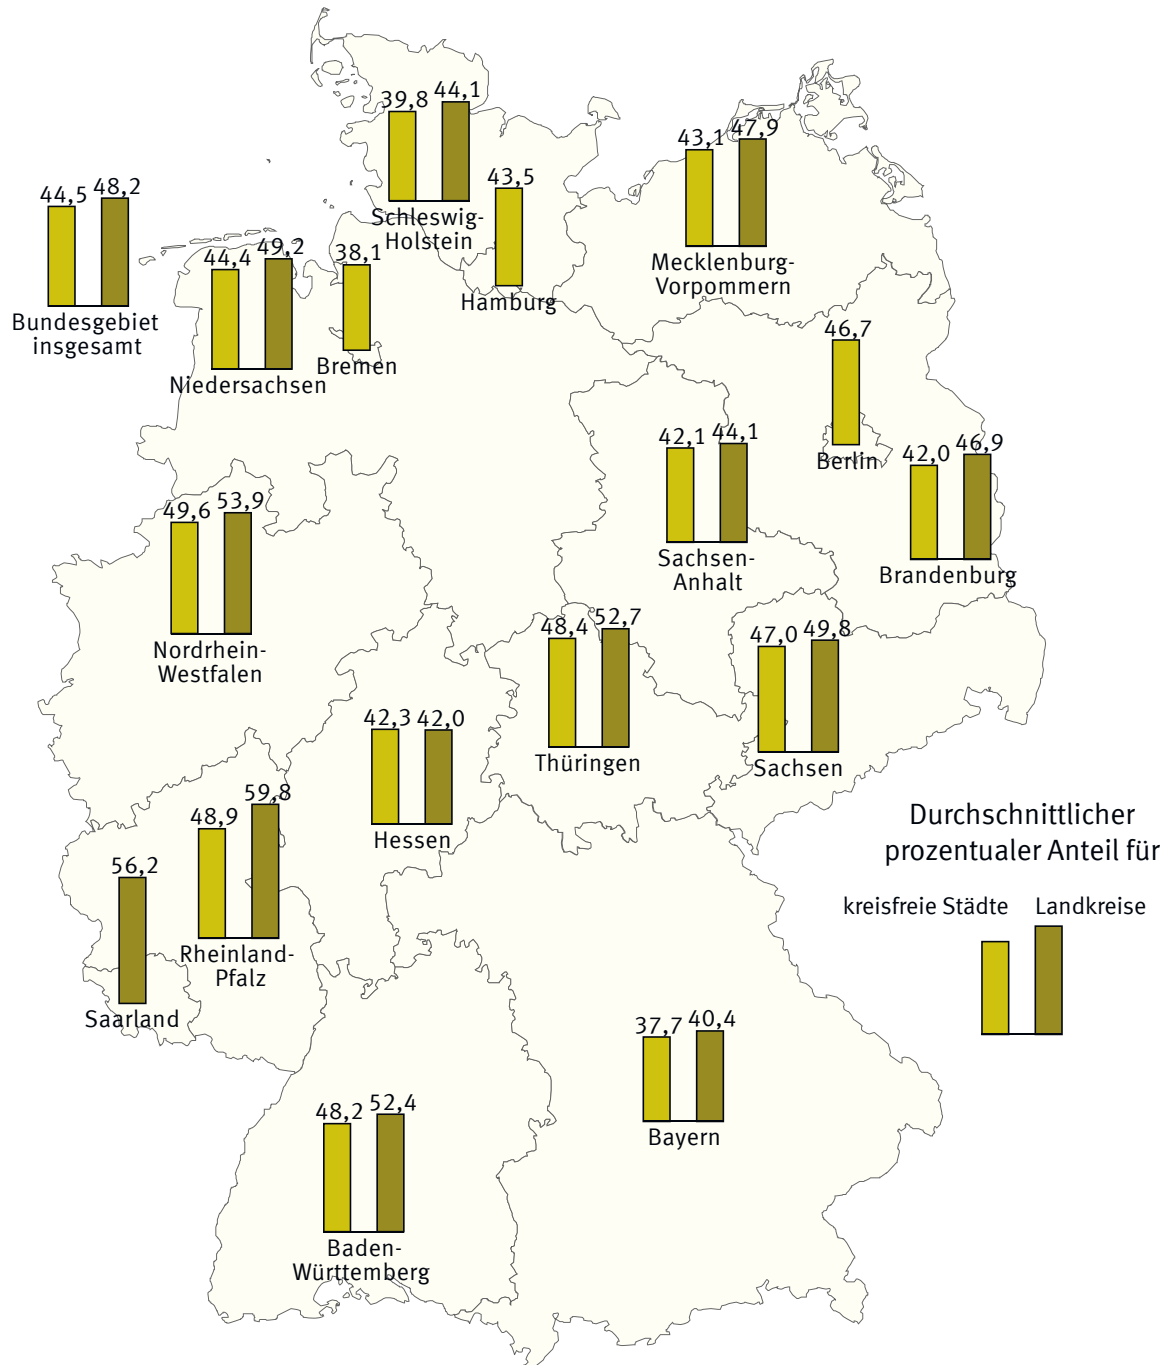 39,8 44,1
Schleswig-
Holstein
43,5
Hamburg
43,1 47,9
Mecklenburg-
Vorpommern
44,5 48,2
Bundesgebiet
insgesamt
44,4 49,2
Niedersachsen
38,1
Bremen
46,7
Berlin
42,1 44,1
Sachsen-
Anhalt
42,0 46,9
Brandenburg
49,6 53,9
Nordrhein-
Westfalen
48,4 52,7
Thüringen
47,0 49,8
Sachsen
42,3 42,0
Hessen
48,9 59,8
Rheinland-
Pfalz
56,2
Saarland
Durchschnittlicher
prozentualer Anteil für
kreisfreie Städte Landkreise
37,7 40,4
Bayern
48,2 52,4
Baden-
Württemberg